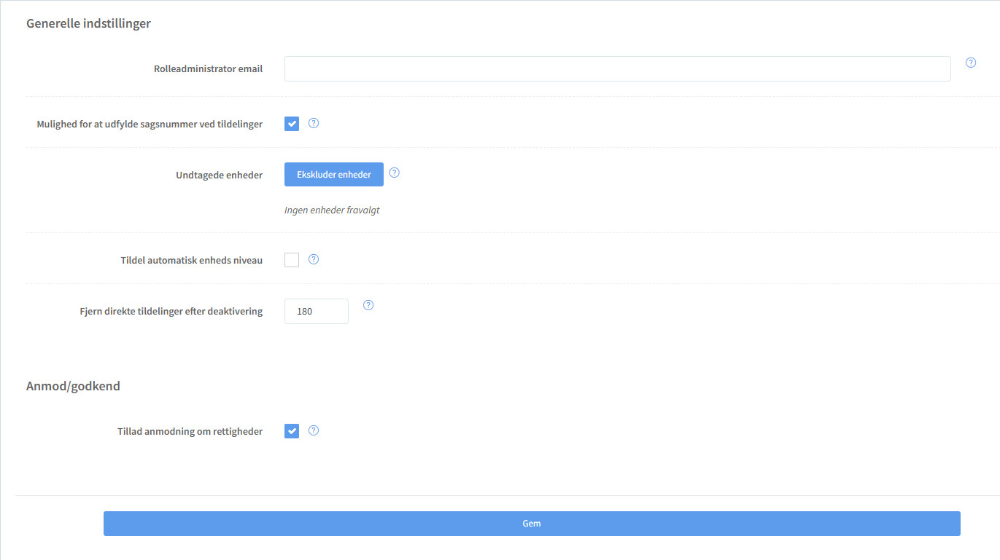 Generelle indstillinger
Rolleadministrator email
?
Mulighed for at udfylde sagsnummer ved tildelinger
?
Undtagede enheder
Ekskluder enheder
?
Ingen enheder fravalgt
Tildel automatisk enheds niveau
?
Fjern direkte tildelinger efter deaktivering
180
?
Anmod/godkend
Tillad anmodning om rettigheder
?
Gem